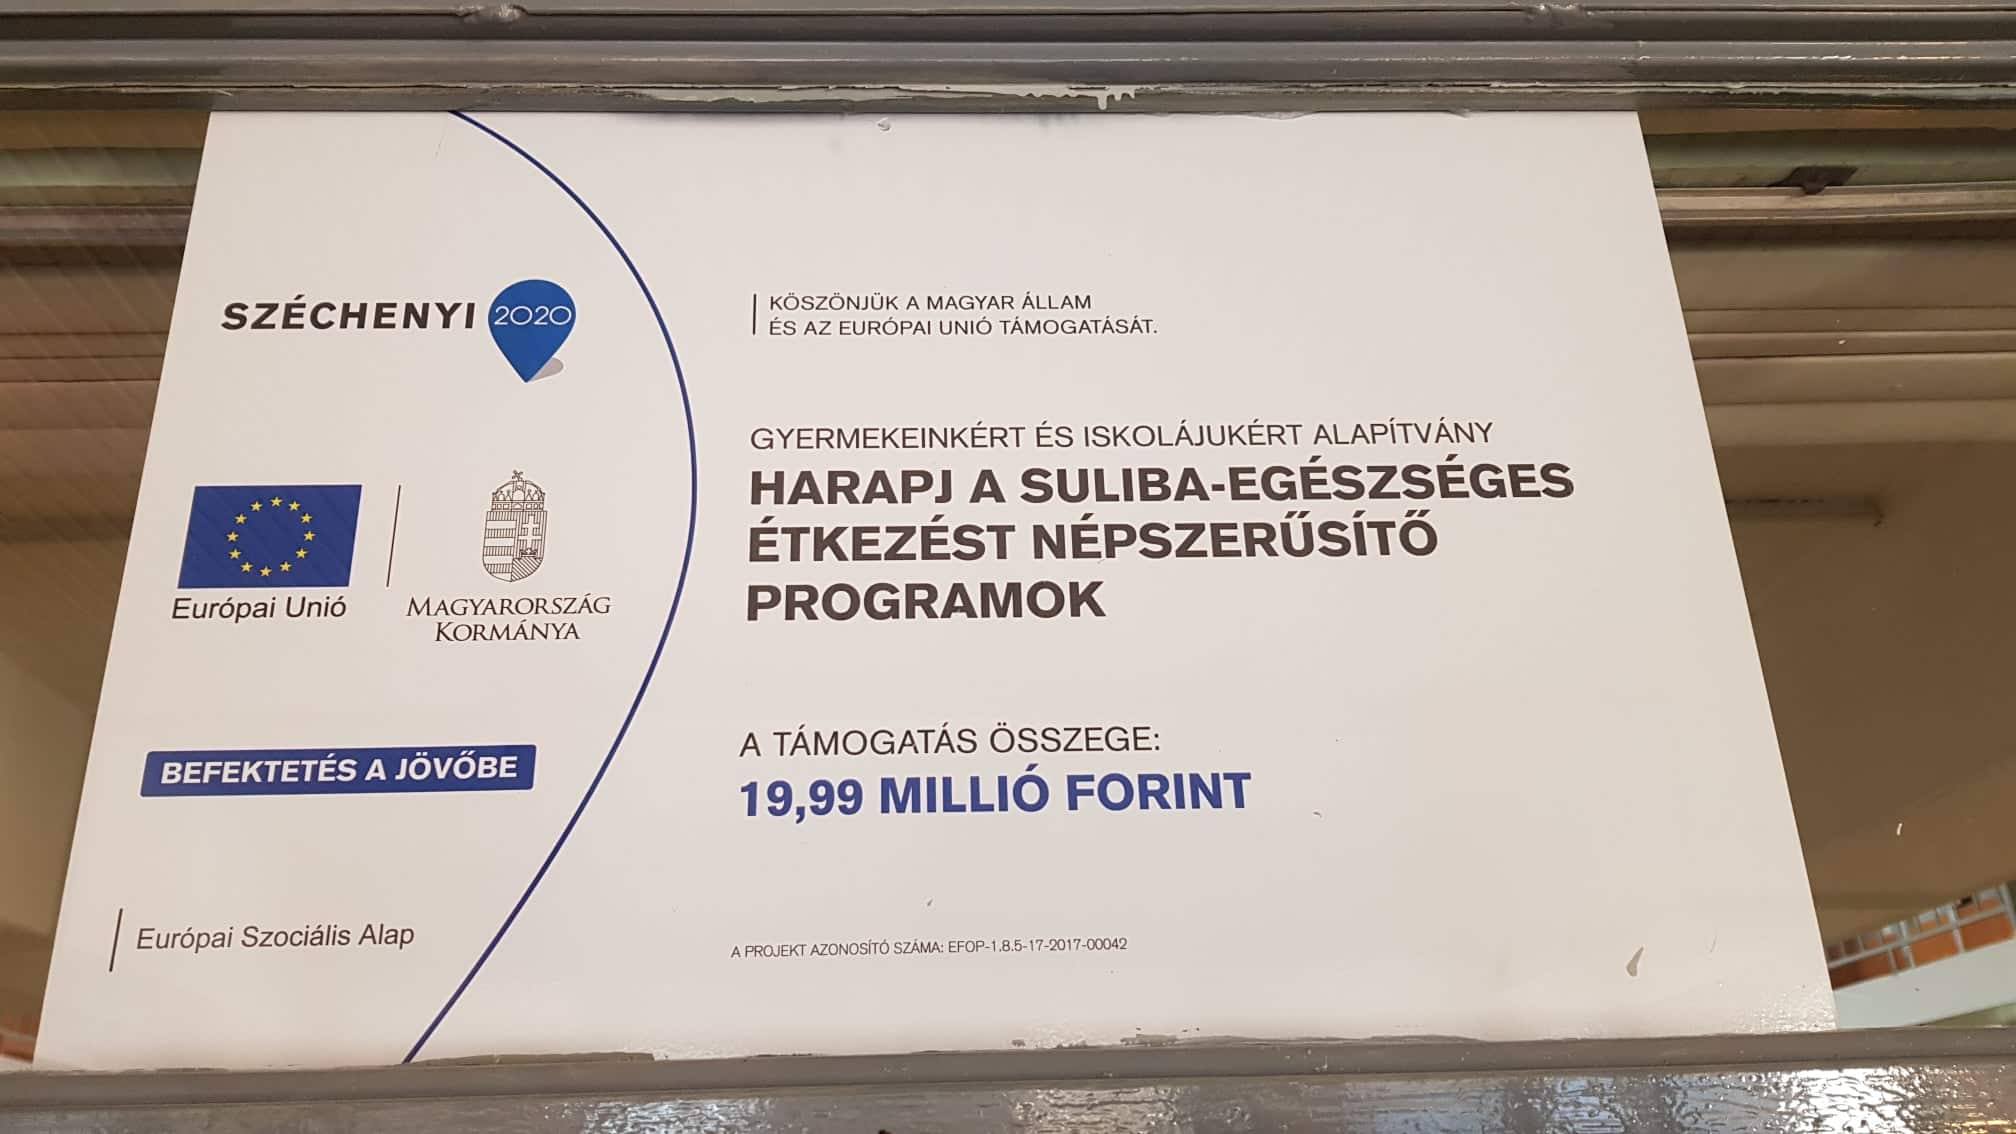 SZÉCHENYI 2020
Európai Unió
MAGYARORSZÁG
KORMÁNYA
BEFEKTETÉS A JÖVŐBE
Európai Szociális Alap
KÖSZÖNJÜK A MAGYAR ÁLLAM
ÉS AZ EURÓPAI UNIÓ TÁMOGATÁSÁT.
GYERMEKEINKÉRT ÉS ISKOLÁJUKÉRT ALAPÍTVÁNY
HARAPJ A SULIBA-EGÉSZSÉGES
ÉTKEZÉST NÉPSZERŰSÍTŐ
PROGRAMOK
A TÁMOGATÁS ÖSSZEGE:
19,99 MILLIÓ FORINT
A PROJEKT AZONOSÍTÓ SZÁMA: EFOP-1.8.5-17-2017-00042